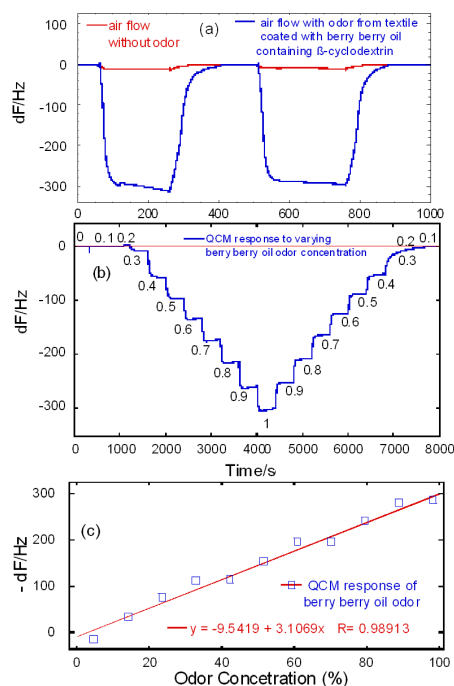 air flow
without odor
(a)
air flow with odor from textile
coated with berry berry oil
containing ß-cyclodextrin
dF/Hz
100
0
-100
-200
-300
0 200 400 600 800 1000
(b)
QCM response to varying
berry berry oil odor concentration
dF/Hz
0
-100
-200
-300
0 0.1 0.2
0.3
0.4
0.5
0.6
0.7
0.8
0.9
1
0.9
0.8
0.7
0.6
0.5
0.4
0.3
0.2 0.1
0 1000 2000 3000 4000 5000 6000 7000 8000
Time/s
(c)
- dF/Hz
300
200
100
0
QCM response of
berry berry oil odor
y = -9.5419 + 3.1069x R= 0.98913
0 20 40 60 80 100
Odor Concetration (%)